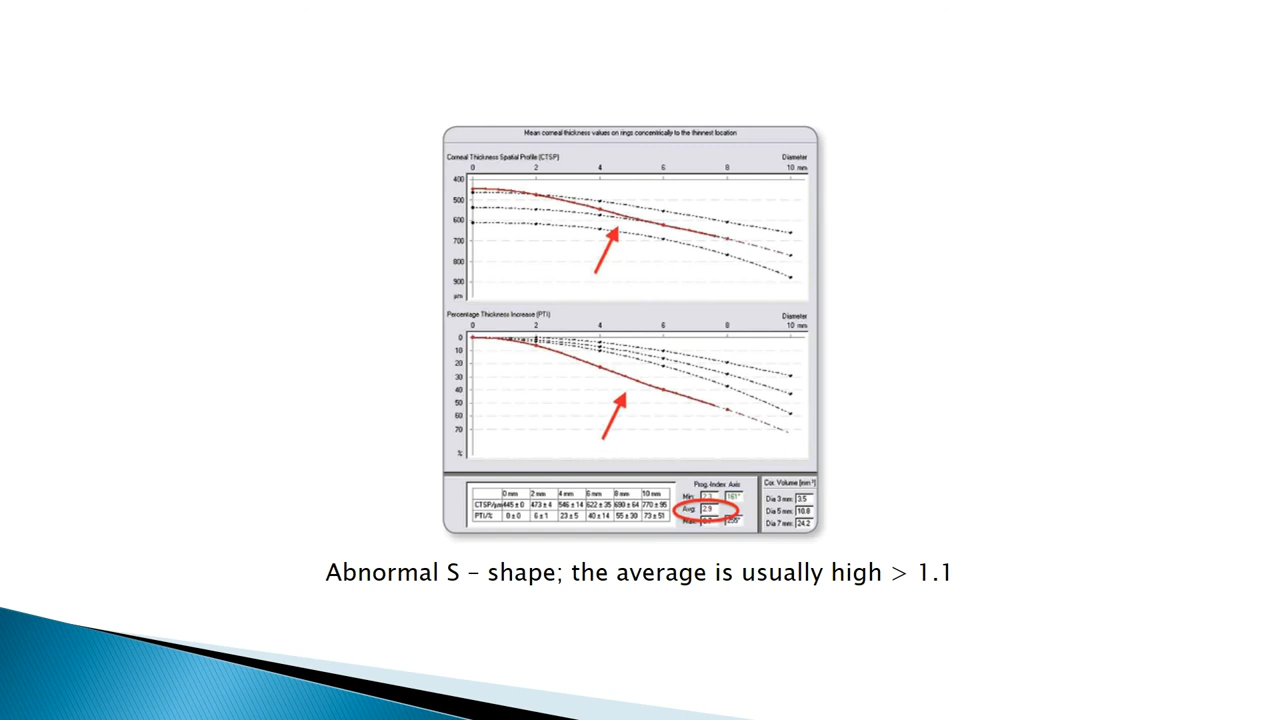 Mean corneal thickness values on rings concentrically to the thinnest location
Corneal Thickness Spatial Profile (CTSP)
Diameter
0 2 4 6 8 10 mm
400
500
600
700
800
900
µm
Percentage Thickness Increase (PTI)
Diameter
0 2 4 6 8 10 mm
0
10
20
30
40
50
60
70
%
0 mm 2 mm 4 mm 6 mm 8 mm 10 mm
CTSP/µm 445 ± 0 473 ± 4 546 ± 14 622 ± 35 690 ± 64 770 ± 95
PTI/% 0 ± 0 6 ± 1 23 ± 5 40 ± 14 55 ± 30 73 ± 51
Prog.-Index Axis
Min: 2.3 161°
Avg: 2.9
Max:
Cor. Volume [mm³]
Dia 3 mm: 3.5
Dia 5 mm: 10.8
Dia 7 mm: 24.2
Abnormal S – shape; the average is usually high > 1.1